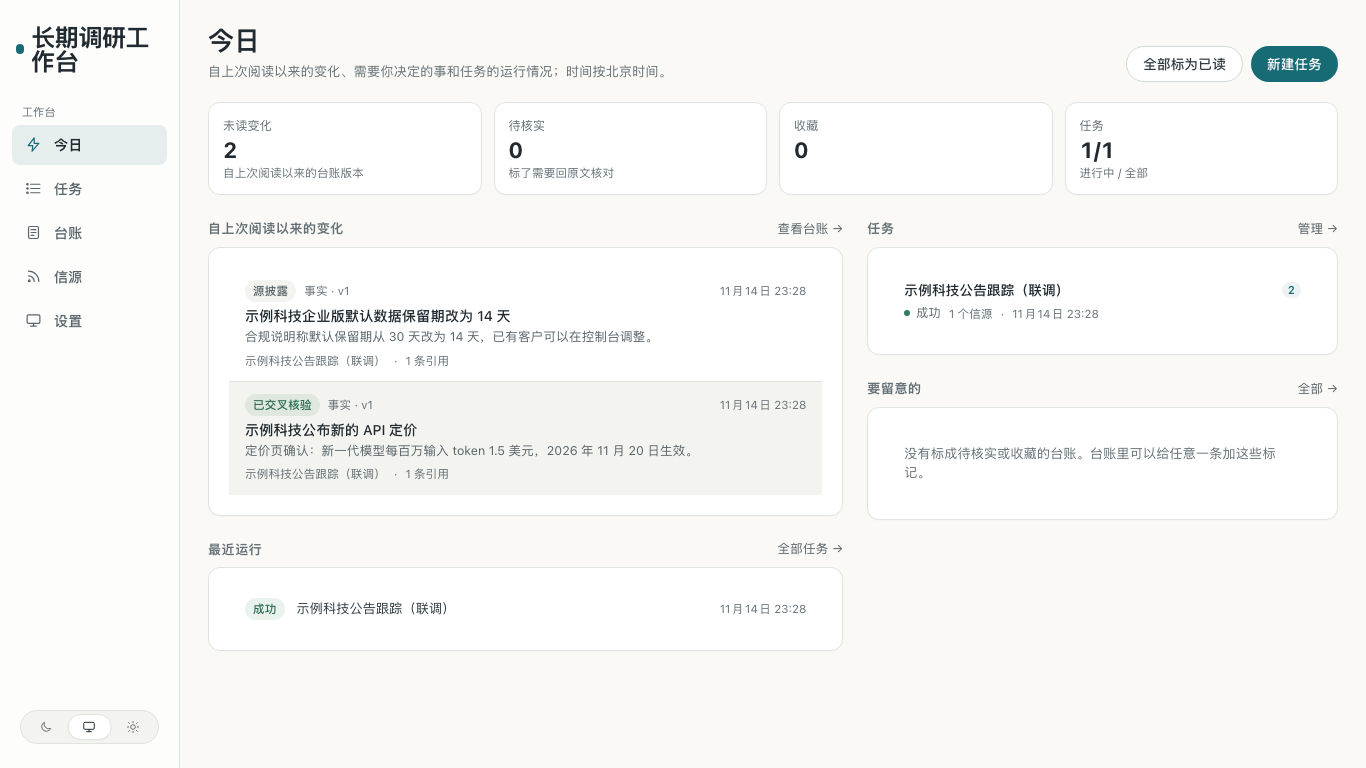 长期调研工
作台
工作台
今日
任务
台账
信源
设置
今日
自上次阅读以来的变化、需要你决定的事和任务的运行情况；时间按北京时间。
全部标为已读
新建任务
未读变化
2
自上次阅读以来的台账版本
待核实
0
标了需要回原文核对
收藏
0
任务
1/1
进行中 / 全部
自上次阅读以来的变化
查看台账 →
源披露 事实 · v1 11月14日 23:28
示例科技企业版默认数据保留期改为 14 天
合规说明称默认保留期从 30 天改为 14 天，已有客户可以在控制台调整。
示例科技公告跟踪（联调） · 1 条引用
已交叉核验 事实 · v1 11月14日 23:28
示例科技公布新的 API 定价
定价页确认：新一代模型每百万输入 token 1.5 美元，2026 年 11 月 20 日生效。
示例科技公告跟踪（联调） · 1 条引用
最近运行
全部任务 →
成功 示例科技公告跟踪（联调） 11月14日 23:28
任务
管理 →
示例科技公告跟踪（联调） 2
成功 1 个信源 · 11月14日 23:28
要留意的
全部 →
没有标成待核实或收藏的台账。台账里可以给任意一条加这些标
记。